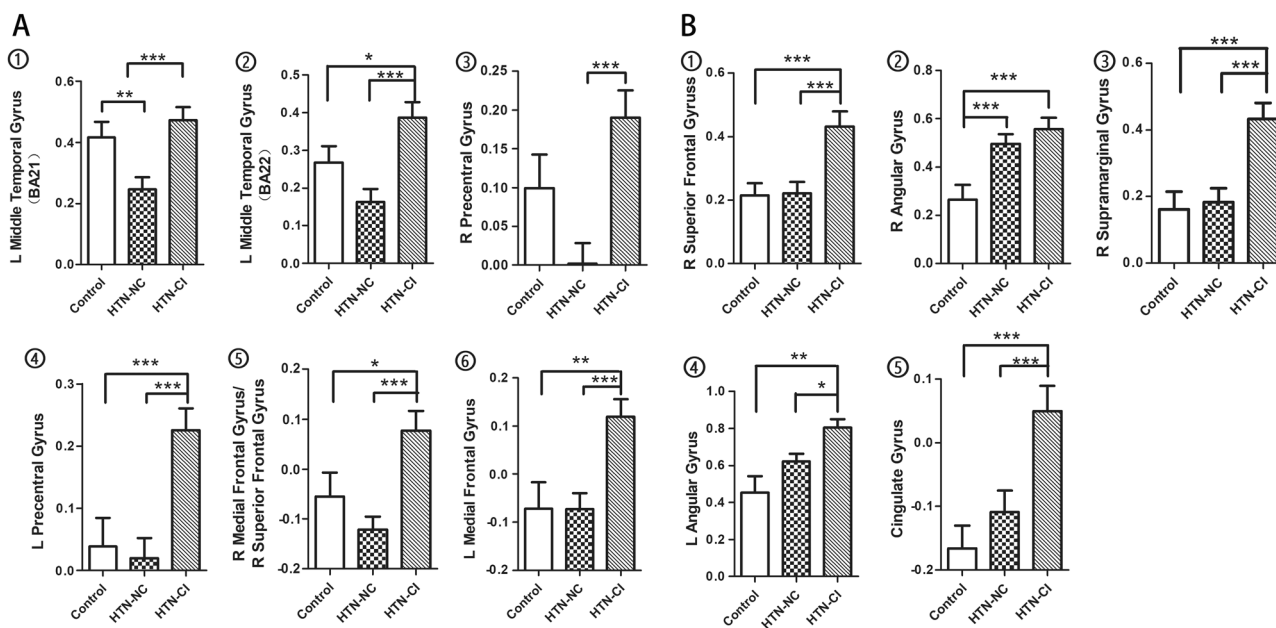 A
①
L Middle Temporal Gyrus
(BA21)
0.6
0.4
0.2
0.0
**
***
Control
HTN-NC
HTN-CI
②
L Middle Temporal Gyrus
(BA22)
0.5
0.4
0.3
0.2
0.1
0.0
*
***
Control
HTN-NC
HTN-CI
③
R Precentral Gyrus
0.25
0.20
0.15
0.10
0.05
0.00
***
Control
HTN-NC
HTN-CI
④
L Precentral Gyrus
0.3
0.2
0.1
0.0
***
***
Control
HTN-NC
HTN-CI
⑤
R Medial Frontal Gyrus/
R Superior Frontal Gyrus
0.2
0.1
0.0
-0.1
-0.2
*
***
Control
HTN-NC
HTN-CI
⑥
L Medial Frontal Gyrus
0.2
0.1
0.0
-0.1
-0.2
**
***
Control
HTN-NC
HTN-CI
B
①
R Superior Frontal Gyruss
0.6
0.4
0.2
0.0
***
***
Control
HTN-NC
HTN-CI
②
R Angular Gyrus
0.8
0.6
0.4
0.2
0.0
***
***
Control
HTN-NC
HTN-CI
③
R Supramarginal Gyrus
0.6
0.4
0.2
0.0
***
***
Control
HTN-NC
HTN-CI
④
L Angular Gyrus
1.0
0.8
0.6
0.4
0.2
0.0
**
*
Control
HTN-NC
HTN-CI
⑤
Cingulate Gyrus
0.1
0.0
-0.1
-0.2
***
***
Control
HTN-NC
HTN-CI